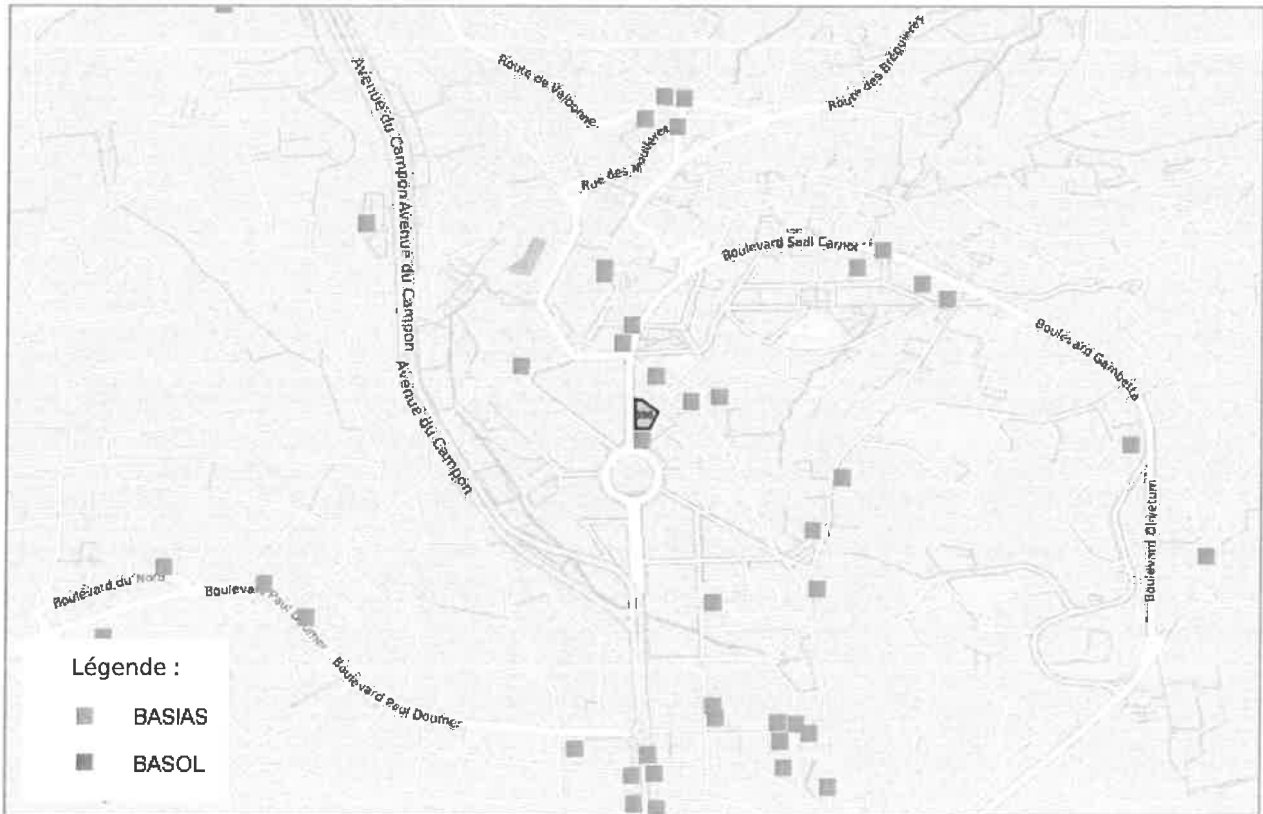 Route de Valbonne
Route des Bréguières
Avenue du Campon
Avenue du Campon
Avenue du Campon
Rue des Moulières
Boulevard Sadi Carnot
Boulevard Gambetta
Boulevard Olivetum
Boulevard du Nord
Boulevard Paul Doumer
Boulevard Paul Doumer
Légende :
BASIAS
BASOL